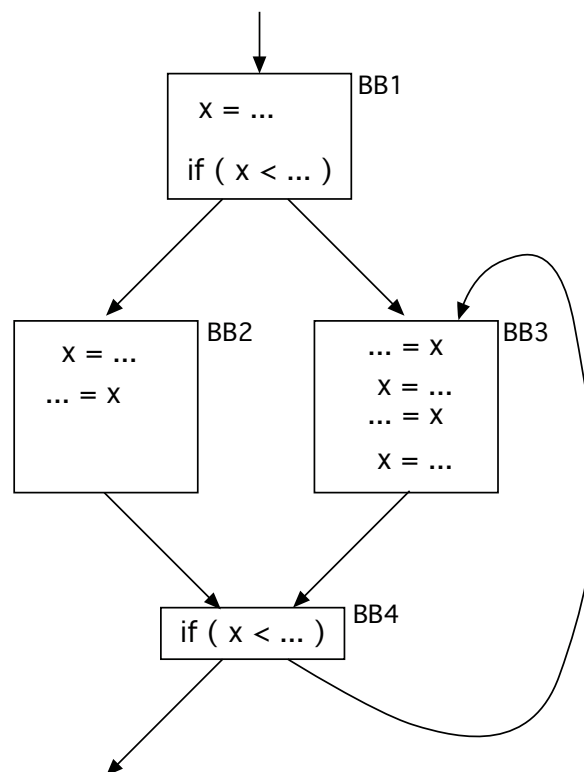 BB1
x = ...
if ( x < ... )
BB2
x = ...
... = x
BB3
... = x
x = ...
... = x
x = ...
BB4
if ( x < ... )